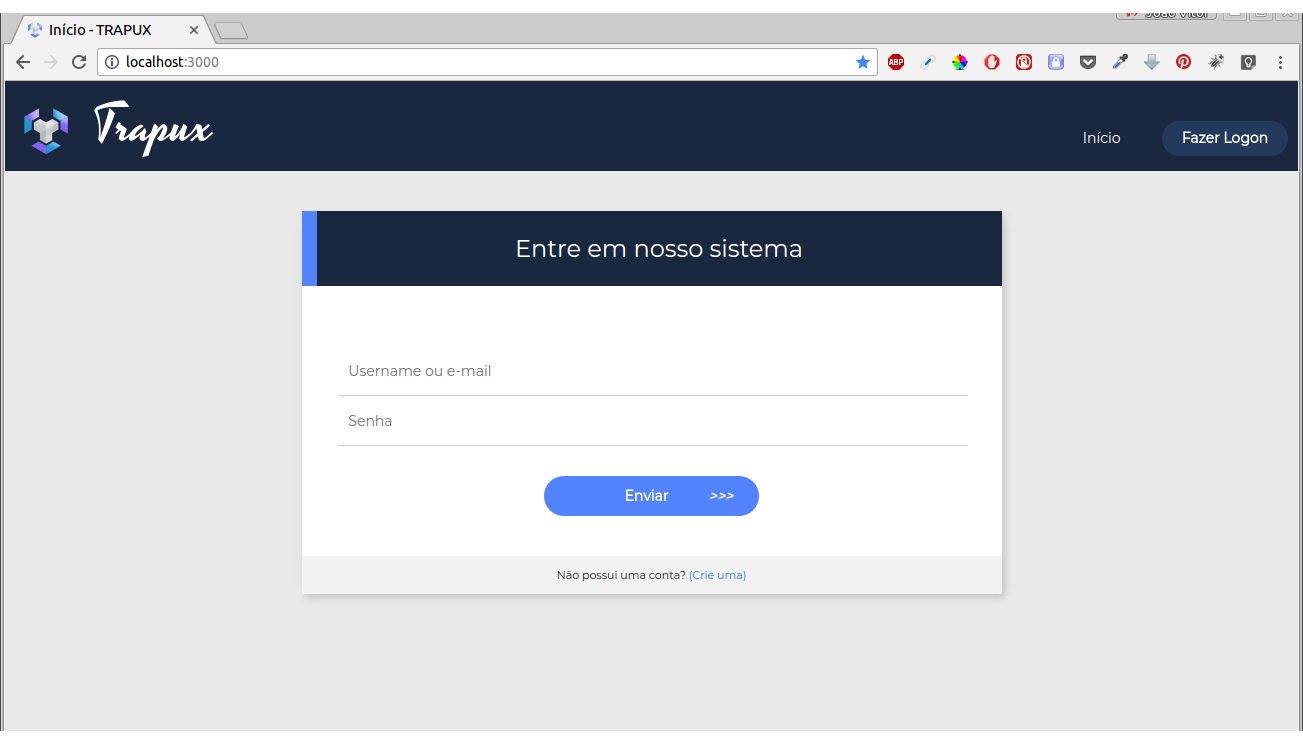 Início - TRAPUX
localhost:3000
ABP
Trapux
Início
Fazer Logon
Entre em nosso sistema
Username ou e-mail
Senha
Enviar >>>
Não possui uma conta? (Crie uma)